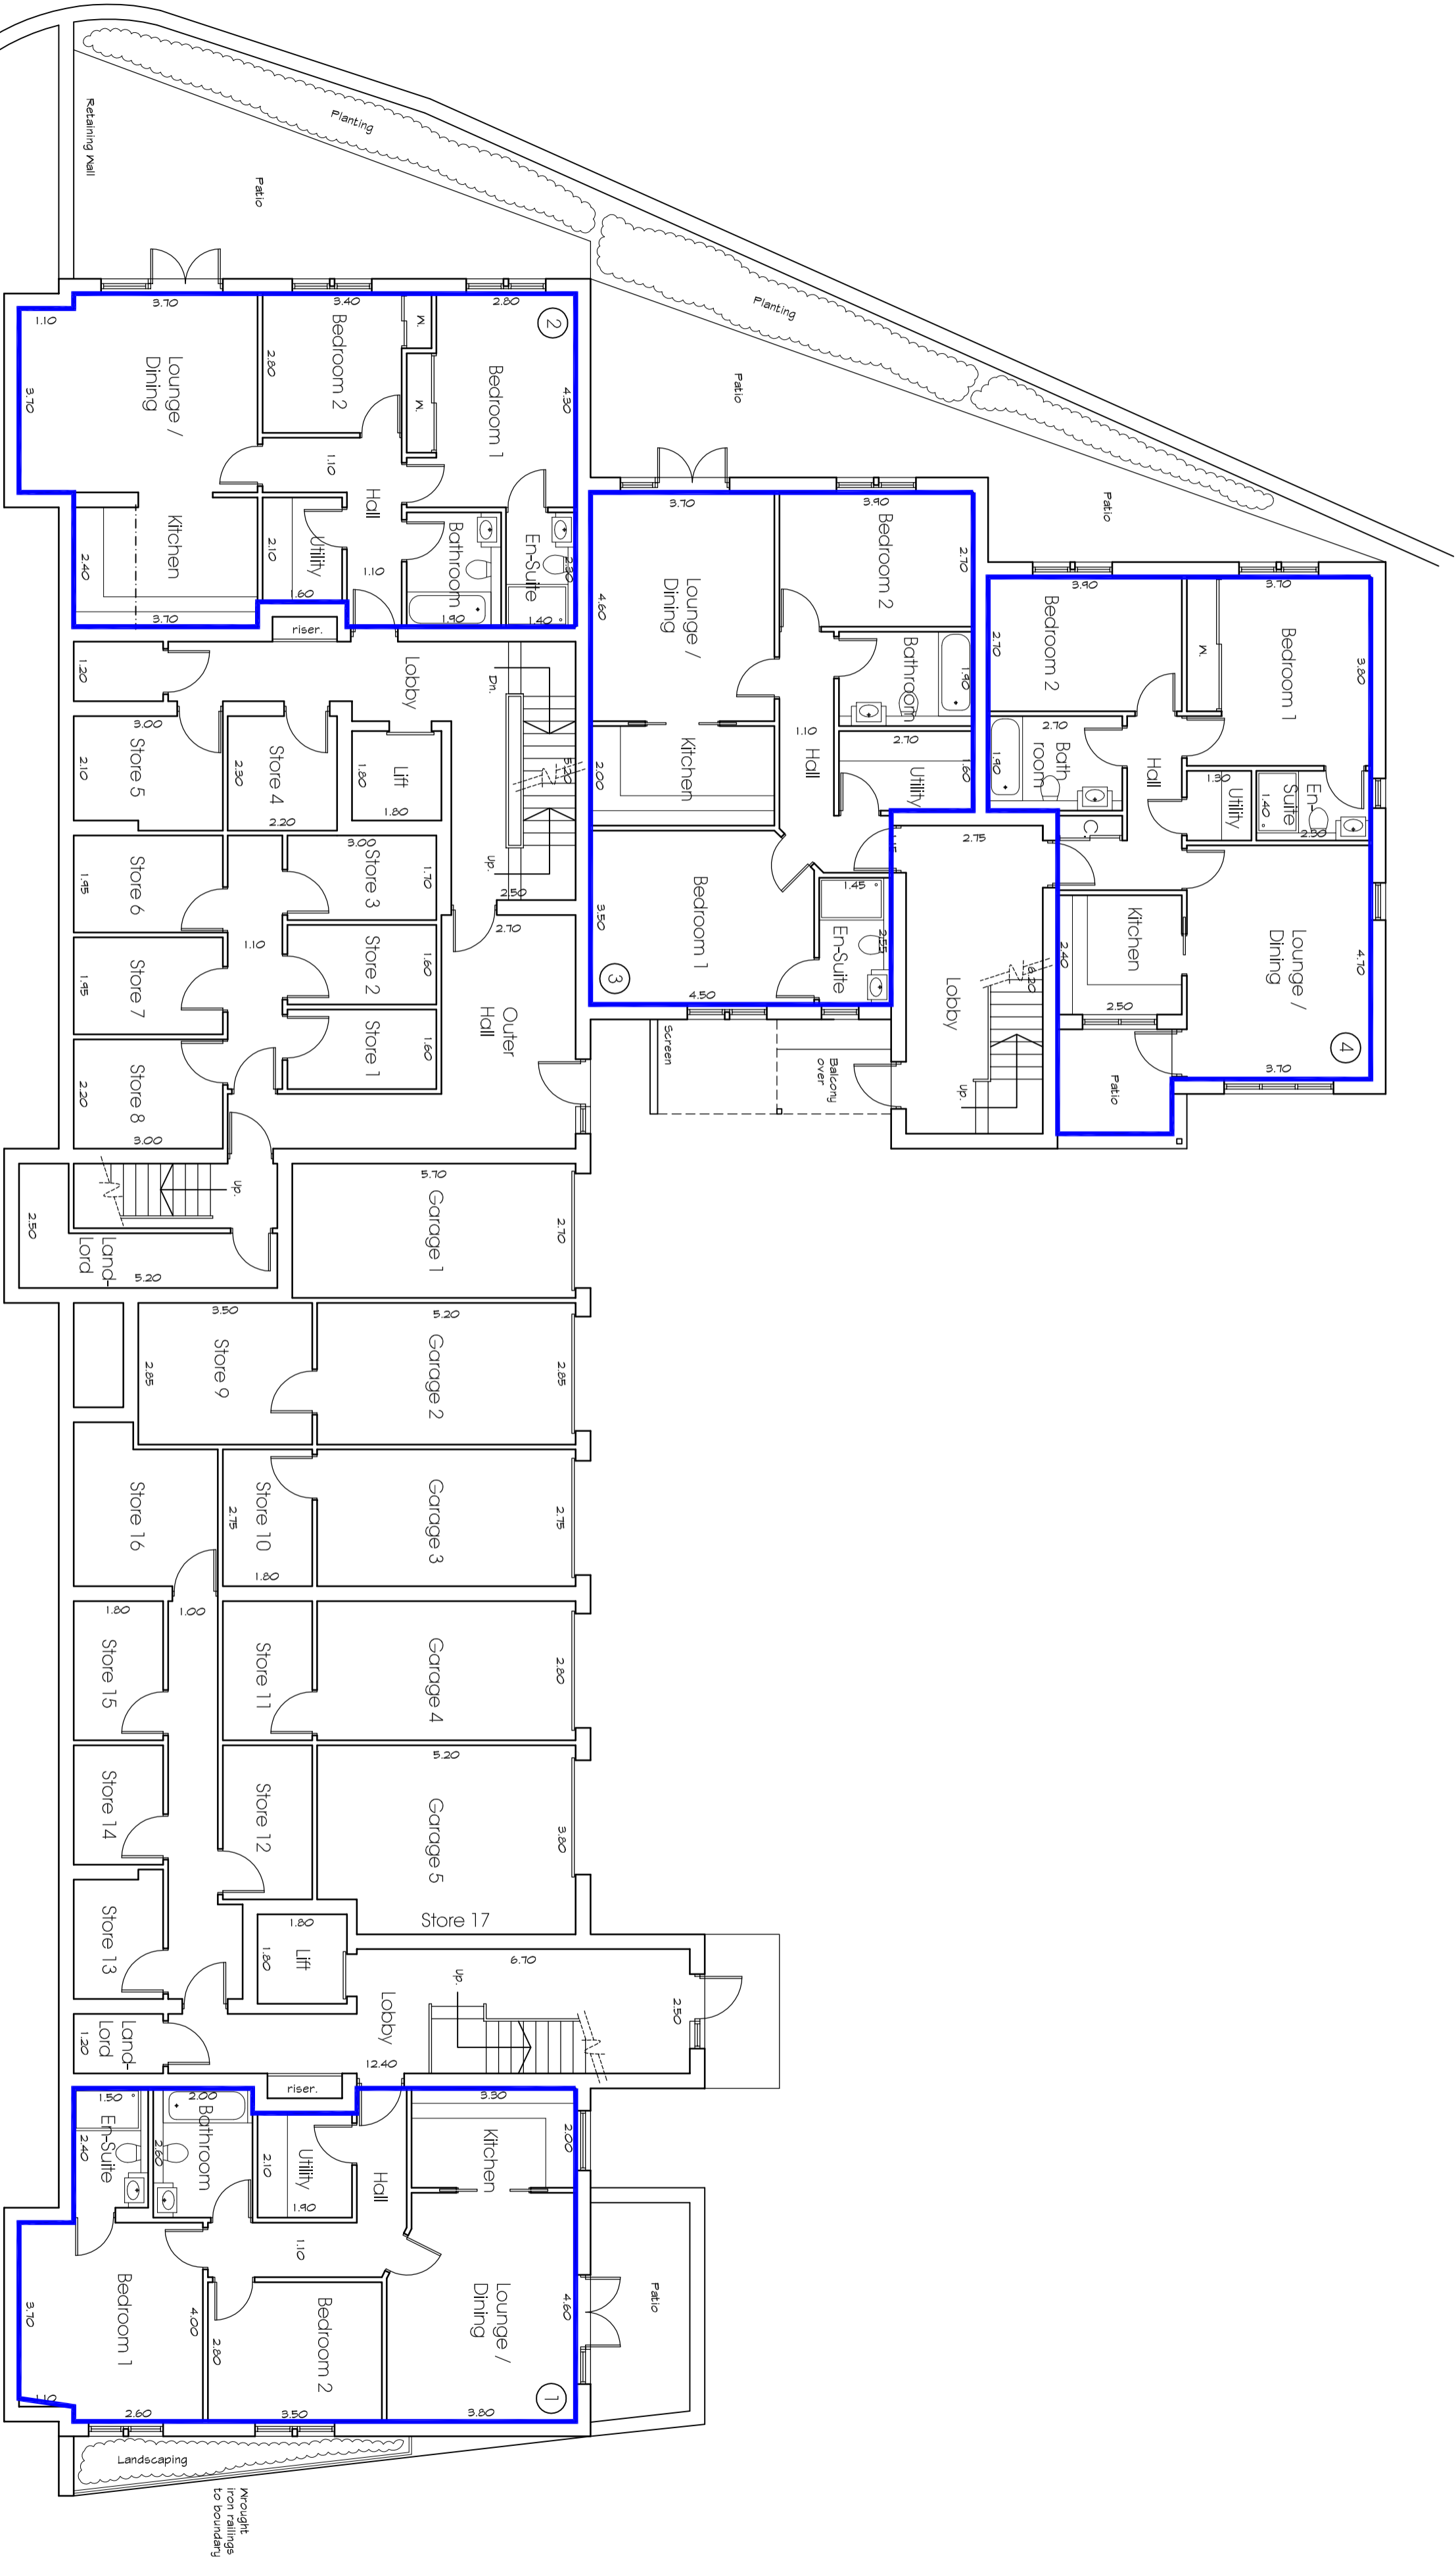 Planting
Retaining Wall
Patio
Planting
Patio
Patio
3.70
3.40
2.80
2
1.10
Lounge /
Dining
2.80
Bedroom 2
W.
W.
Bedroom 1
4.30
3.70
1.10
Hall
Kitchen
2.40
2.10
Utility
1.60
1.10
Bathroom
1.90
En-Suite
2.30
1.40
3.70
riser.
3.70
3.90
Bedroom 2
2.70
Lounge /
Dining
4.60
Bathroom
1.90
1.10
Hall
2.70
Utility
1.60
Kitchen
2.00
Bedroom 1
3.50
1.45
En-Suite
2.55
3
4.50
3.90
3.70
Bedroom 2
2.70
W.
Bedroom 1
3.80
2.70
Bath
room
1.90
Hall
1.30
Utility
1.40
En-
Suite
2.30
C.
Kitchen
2.40
2.50
Lounge /
Dining
4.70
4
3.70
Patio
2.75
Lobby
6.20
Up.
Screen
Balcony
over
1.20
Lobby
Dn.
3.00
Store 5
2.10
Store 4
2.30
2.20
Lift
1.80
1.80
5.20
Up.
2.50
Store 6
1.95
3.00
Store 3
1.70
2.70
1.10
Store 7
1.95
Store 2
1.60
Outer
Hall
Store 1
1.60
Store 8
2.20
3.00
Up.
2.50
Land-
Lord
5.20
5.70
Garage 1
2.70
3.50
Store 9
2.85
5.20
Garage 2
2.85
Store 16
Store 10
2.75
1.80
Garage 3
2.75
1.80
1.00
Store 15
Store 11
Garage 4
2.80
Store 14
Store 12
5.20
Garage 5
3.80
Store 17
Store 13
1.80
1.80
Lift
6.70
Up.
Lobby
2.50
12.40
Land-
Lord
1.20
riser.
1.50
En-Suite
2.40
2.00
Bathroom
2.60
2.10
Utility
1.90
Hall
3.30
Kitchen
2.00
1.10
Bedroom 1
3.70
4.00
1.10
2.60
2.80
Bedroom 2
3.50
Lounge /
Dining
4.60
3.80
1
Patio
Landscaping
Wrought
iron railings
to boundary